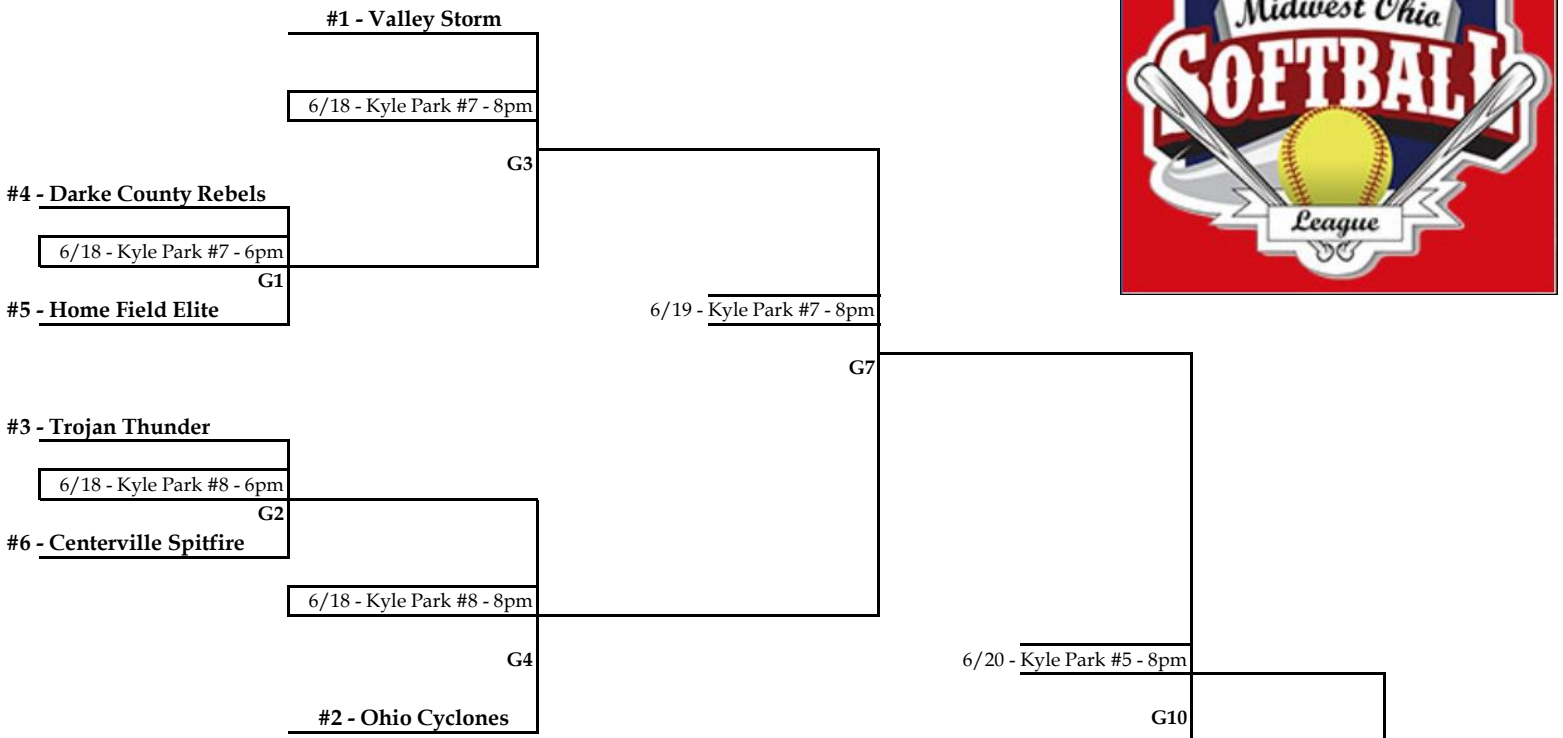 #1 - Valley Storm
Midwest Ohio
SOFTBALL
League
6/18 - Kyle Park #7 - 8pm
G3
#4 - Darke County Rebels
6/18 - Kyle Park #7 - 6pm
G1
#5 - Home Field Elite
6/19 - Kyle Park #7 - 8pm
G7
#3 - Trojan Thunder
6/18 - Kyle Park #8 - 6pm
G2
#6 - Centerville Spitfire
6/18 - Kyle Park #8 - 8pm
G4
6/20 - Kyle Park #5 - 8pm
#2 - Ohio Cyclones
G10